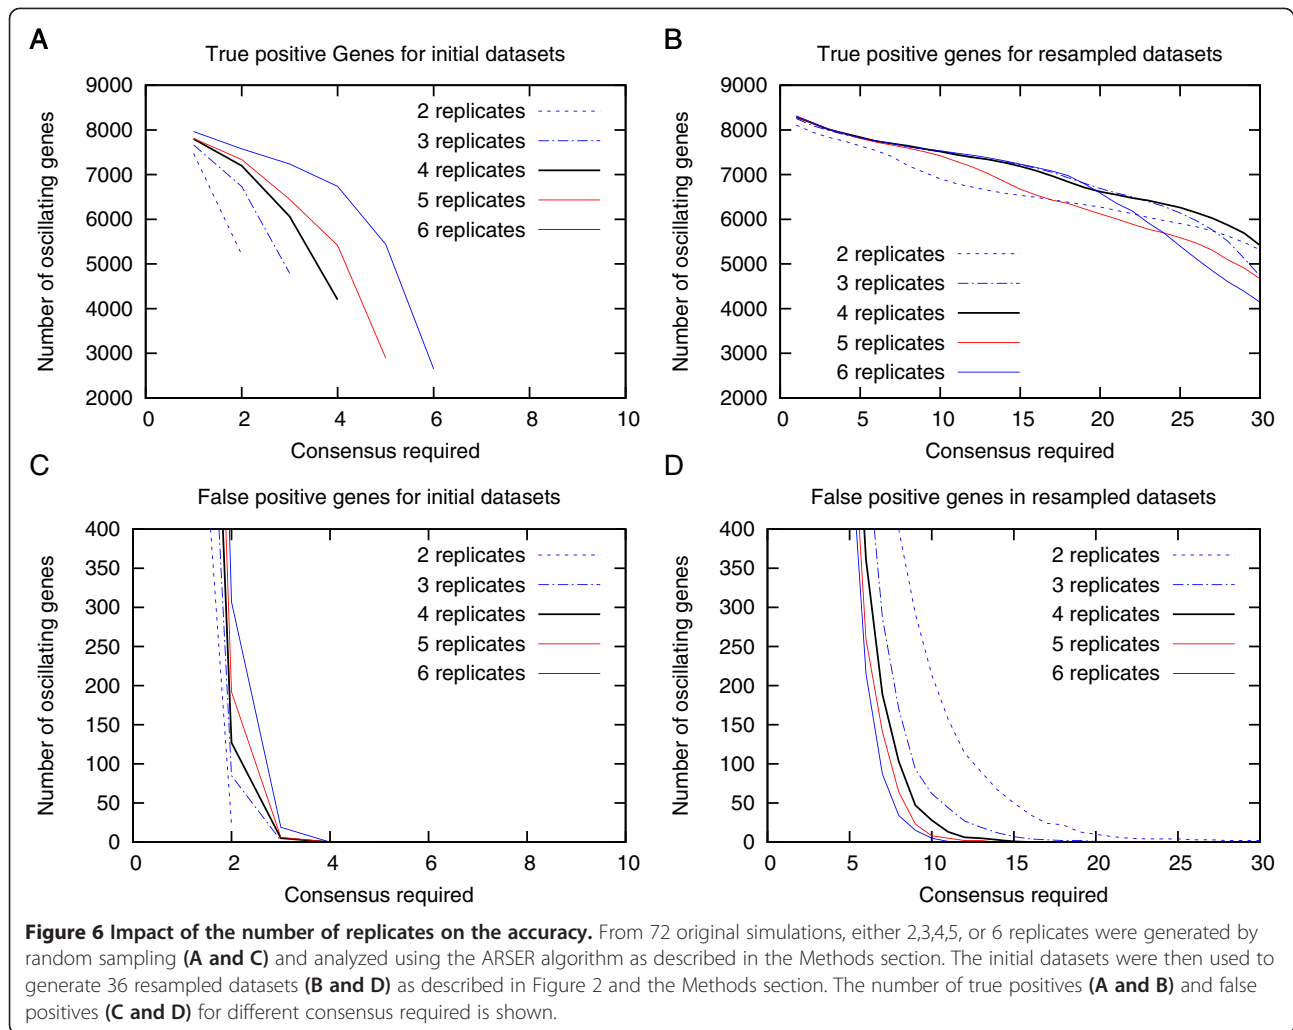 A
True positive Genes for initial datasets
9000
8000
7000
6000
5000
4000
3000
2000
Number of oscillating genes
2 replicates
3 replicates
4 replicates
5 replicates
6 replicates
0 2 4 6 8 10
Consensus required
B
True positive genes for resampled datasets
9000
8000
7000
6000
5000
4000
3000
2000
Number of oscillating genes
2 replicates
3 replicates
4 replicates
5 replicates
6 replicates
0 5 10 15 20 25 30
Consensus required
C
False positive genes for initial datasets
400
350
300
250
200
150
100
50
0
Number of oscillating genes
2 replicates
3 replicates
4 replicates
5 replicates
6 replicates
0 2 4 6 8 10
Consensus required
D
False positive genes in resampled datasets
400
350
300
250
200
150
100
50
0
Number of oscillating genes
2 replicates
3 replicates
4 replicates
5 replicates
6 replicates
0 5 10 15 20 25 30
Consensus required
Figure 6 Impact of the number of replicates on the accuracy. From 72 original simulations, either 2,3,4,5, or 6 replicates were generated by
random sampling (A and C) and analyzed using the ARSER algorithm as described in the Methods section. The initial datasets were then used to
generate 36 resampled datasets (B and D) as described in Figure 2 and the Methods section. The number of true positives (A and B) and false
positives (C and D) for different consensus required is shown.